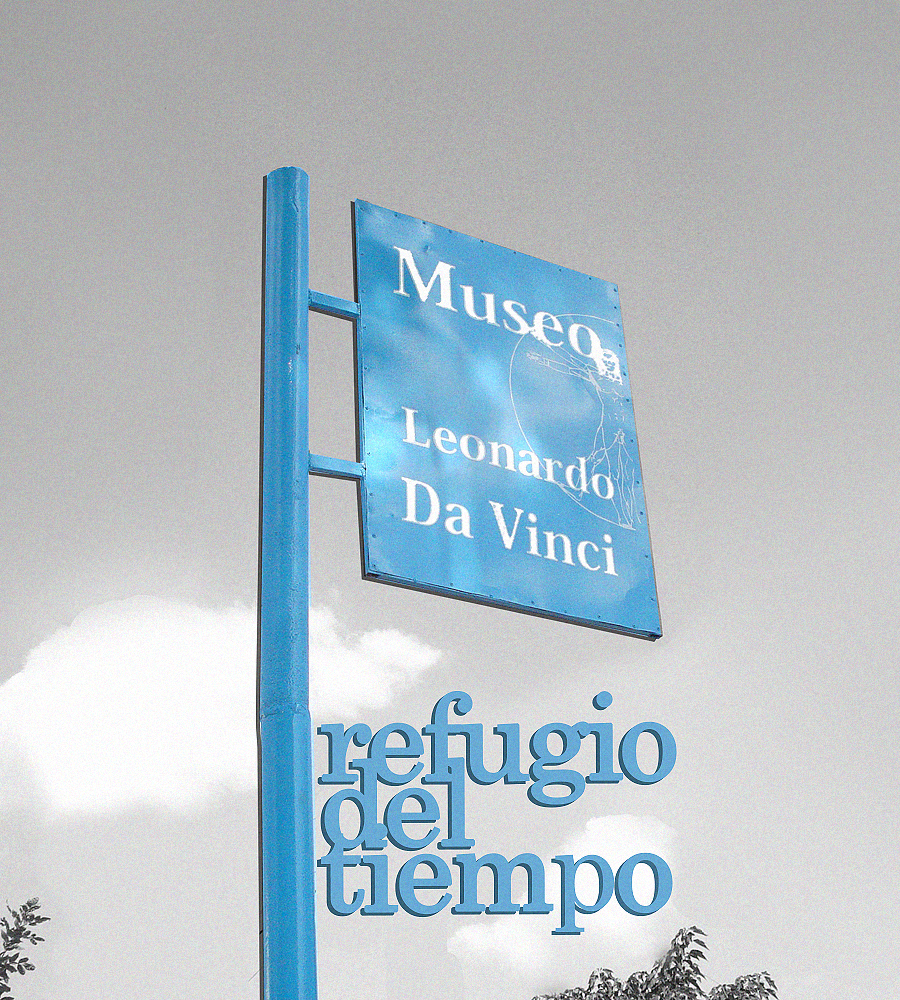 Museo
Leonardo
Da Vinci
refugio
del
tiempo